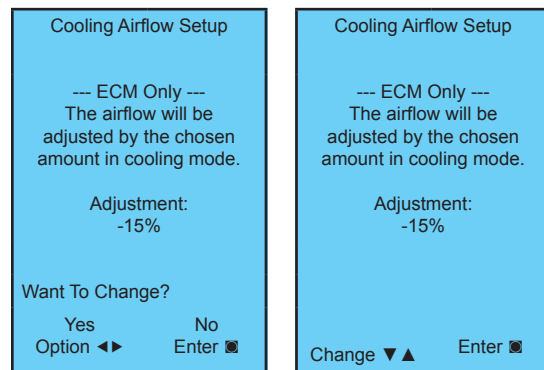 Cooling Airflow Setup
--- ECM Only ---
The airflow will be
adjusted by the chosen
amount in cooling mode.
Adjustment:
-15%
Want To Change?
Yes No
Option ◄► Enter ◙
Cooling Airflow Setup
--- ECM Only ---
The airflow will be
adjusted by the chosen
amount in cooling mode.
Adjustment:
-15%
Change ▼▲ Enter ◙